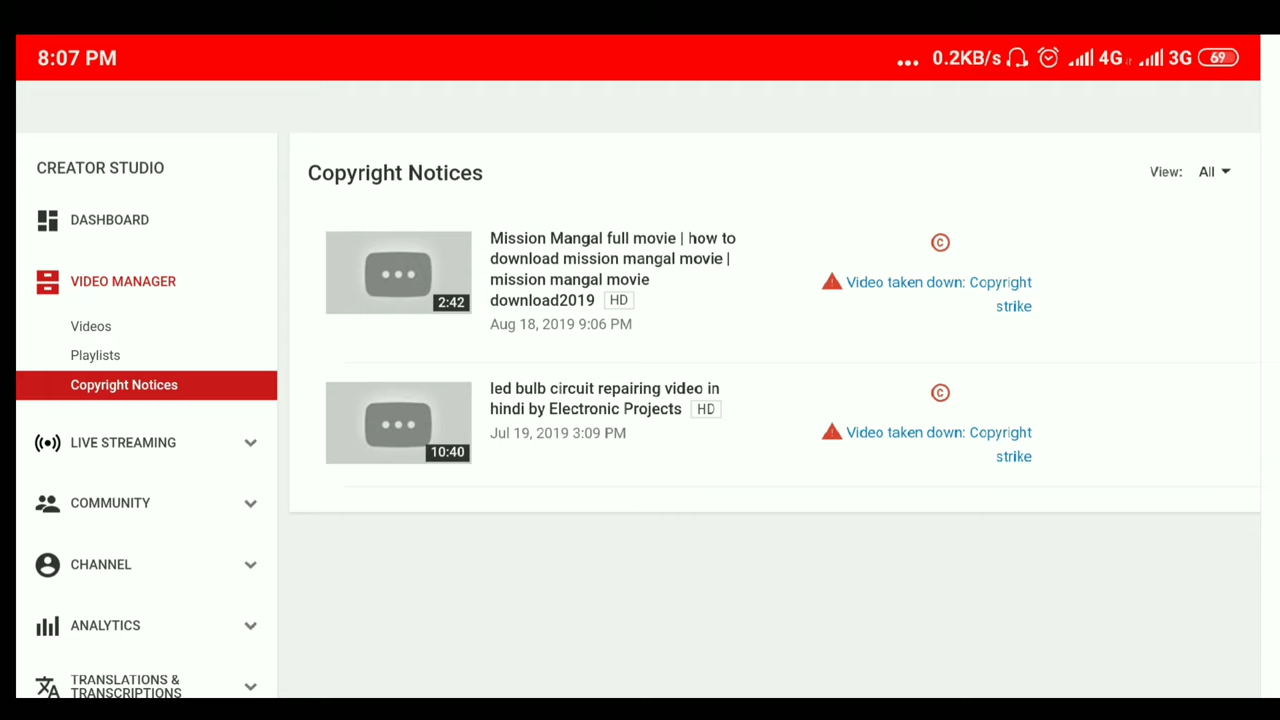 8:07 PM
... 0.2KB/s 4G 3G 69
CREATOR STUDIO
DASHBOARD
VIDEO MANAGER
Videos
Playlists
Copyright Notices
LIVE STREAMING
COMMUNITY
CHANNEL
ANALYTICS
TRANSLATIONS &
TRANSCRIPTIONS
Copyright Notices
View: All
2:42
Mission Mangal full movie | how to
download mission mangal movie |
mission mangal movie
download2019 HD
Aug 18, 2019 9:06 PM
©
Video taken down: Copyright
strike
10:40
led bulb circuit repairing video in
hindi by Electronic Projects HD
Jul 19, 2019 3:09 PM
©
Video taken down: Copyright
strike